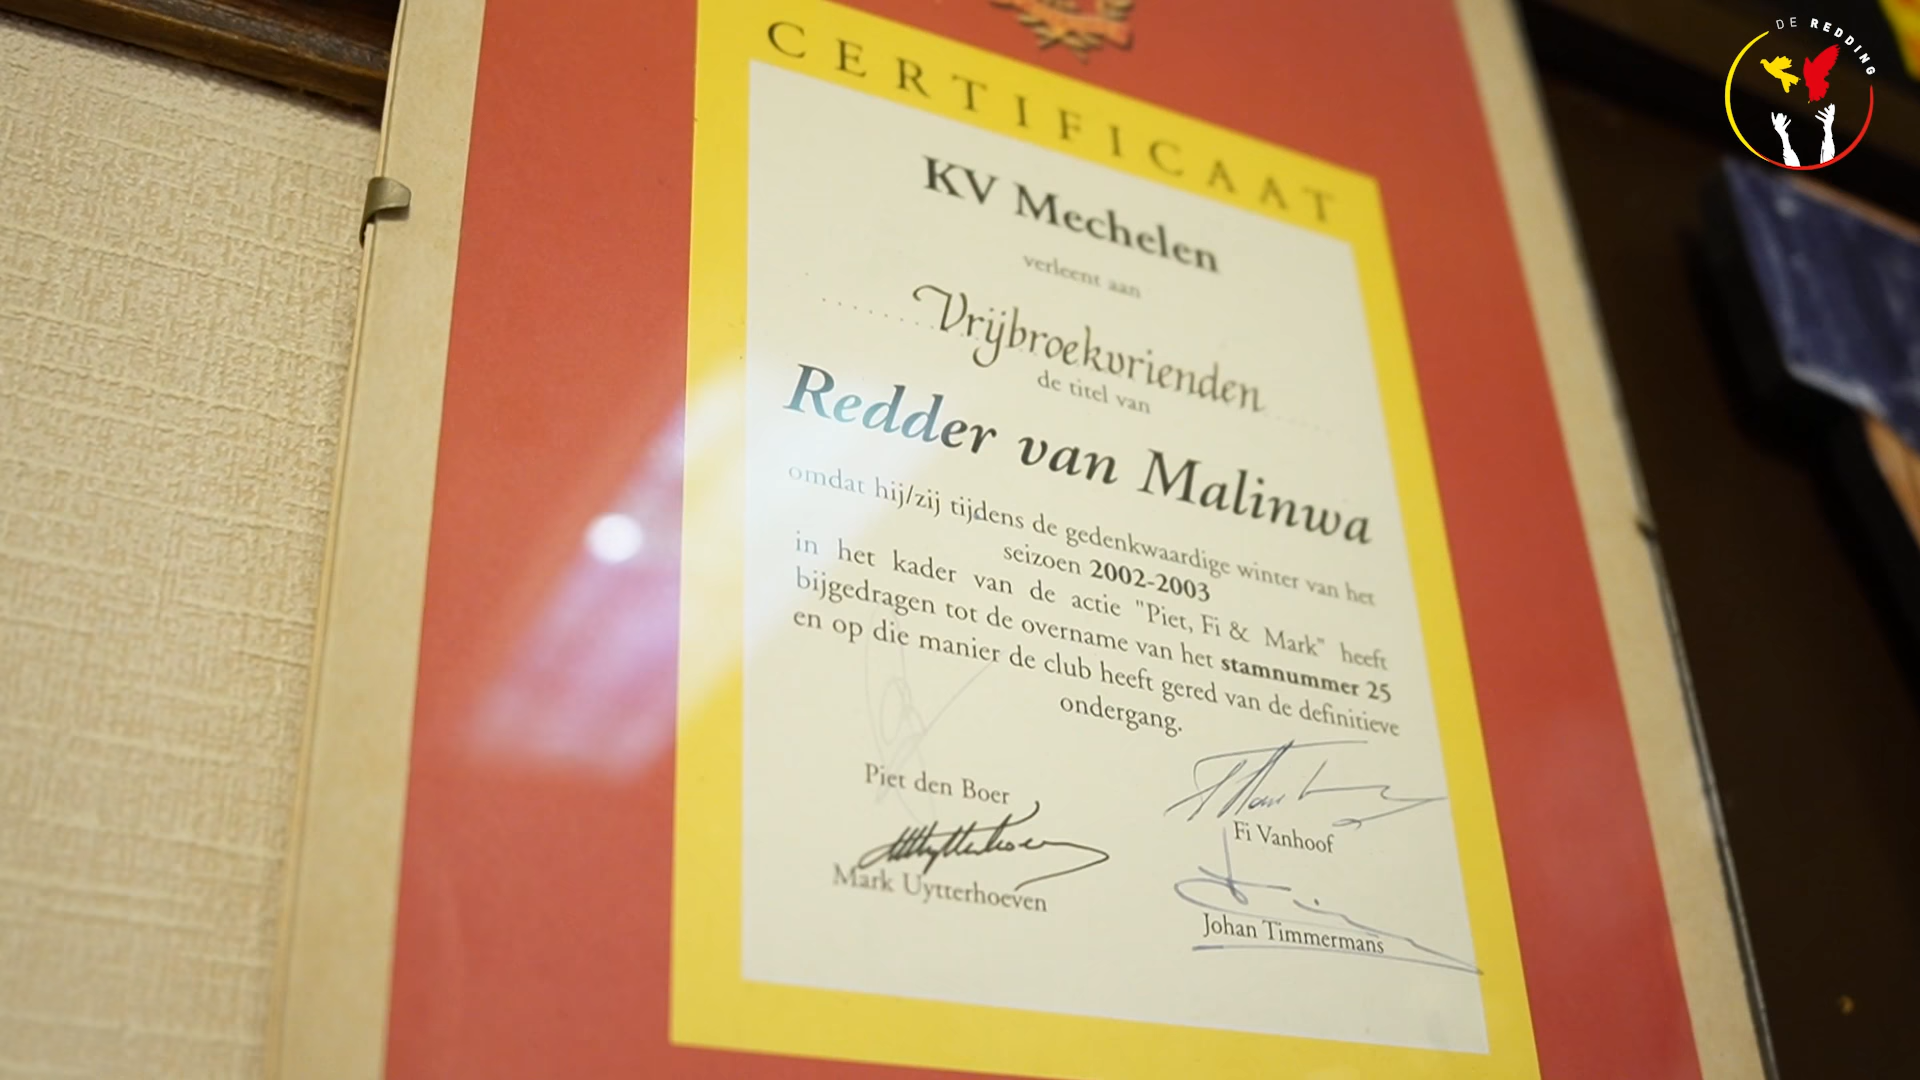 DE REDDING
CERTIFICAAT
KV Mechelen
verleent aan
Vrijbroekvrienden
de titel van
Redder van Malinwa
omdat hij/zij tijdens de gedenkwaardige winter van het
seizoen 2002-2003
in het kader van de actie "Piet, Fi & Mark" heeft
bijgedragen tot de overname van het stamnummer 25
en op die manier de club heeft gered van de definitieve
ondergang.
Piet den Boer
Fi Vanhoof
Mark Uytterhoeven
Johan Timmermans